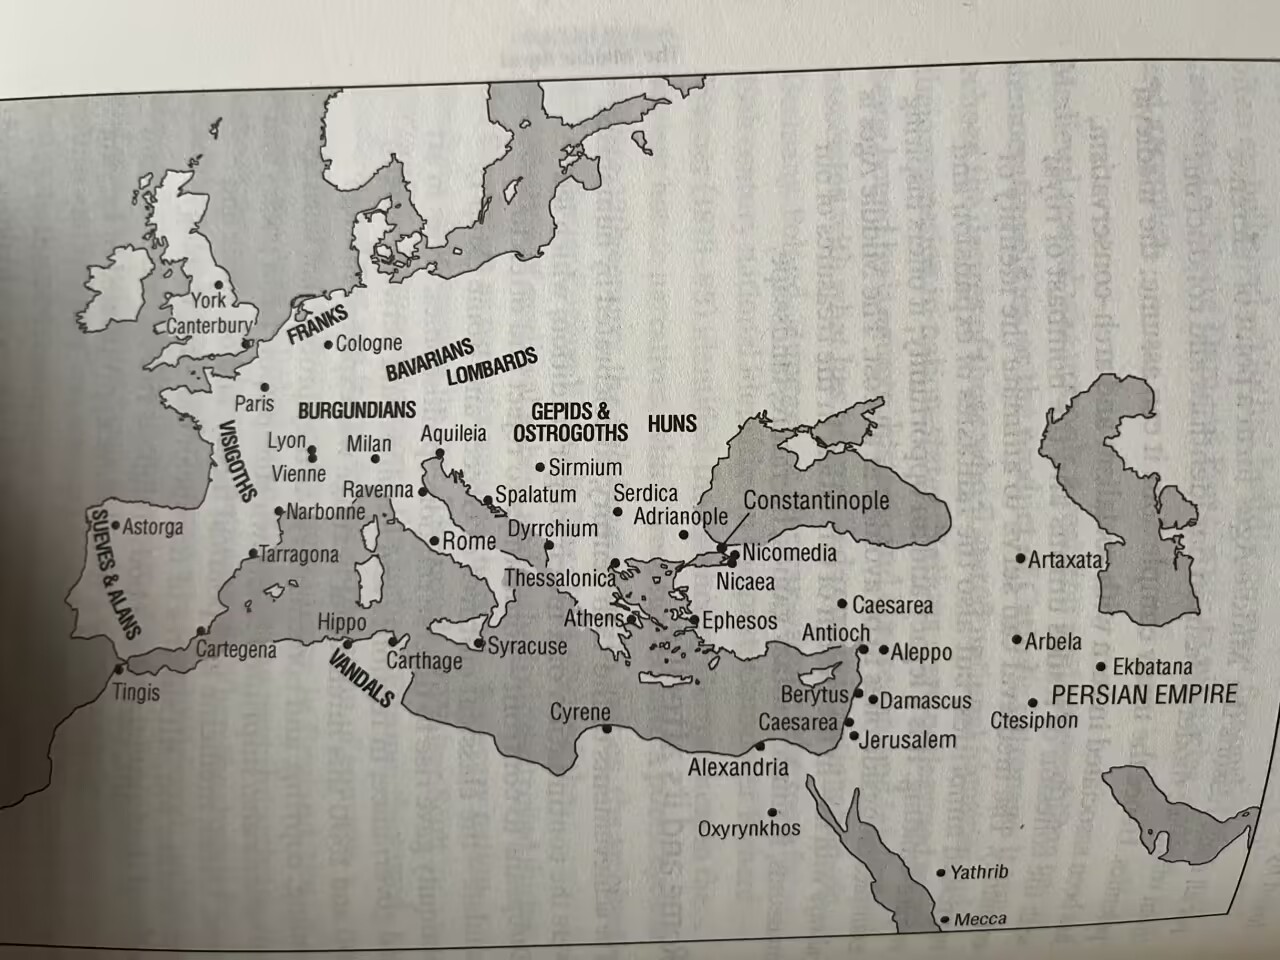 York
Canterbury
FRANKS
Cologne
BAVARIANS
LOMBARDS
Paris
BURGUNDIANS
GEPIDS &
OSTROGOTHS
HUNS
VISIGOTHS
Lyon
Vienne
Milan
Aquileia
Sirmium
Ravenna
Spalatum
Serdica
Constantinople
Narbonne
Adrianople
SUEVES & ALANS
Astorga
Rome
Dyrrchium
Tarragona
Nicomedia
Artaxata
Thessalonica
Nicaea
Caesarea
Hippo
Athens
Ephesos
Antioch
Cartegena
Carthage
Syracuse
Aleppo
Arbela
Ekbatana
VANDALS
Tingis
Berytus
Damascus
PERSIAN EMPIRE
Cyrene
Caesarea
Ctesiphon
Jerusalem
Alexandria
Oxyrynkhos
Yathrib
Mecca